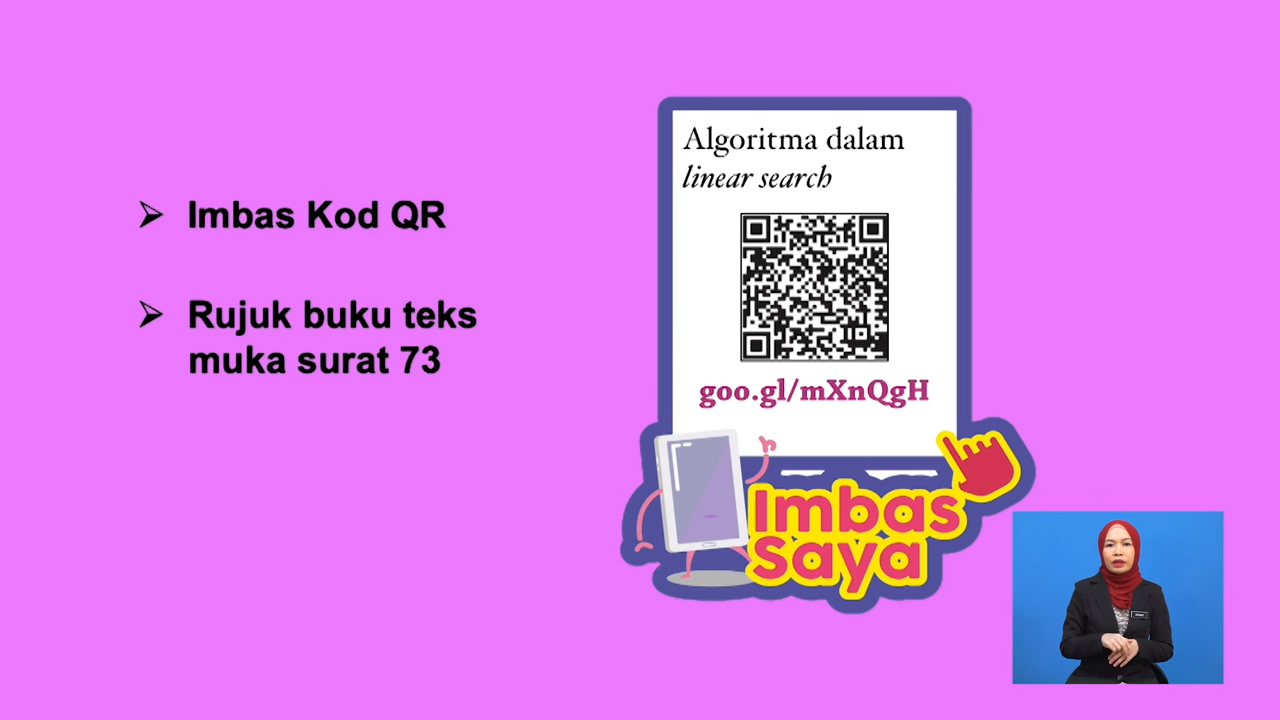 Imbas Kod QR
Rujuk buku teks
muka surat 73
Algoritma dalam
linear search
goo.gl/mXnQgH
Imbas
Saya